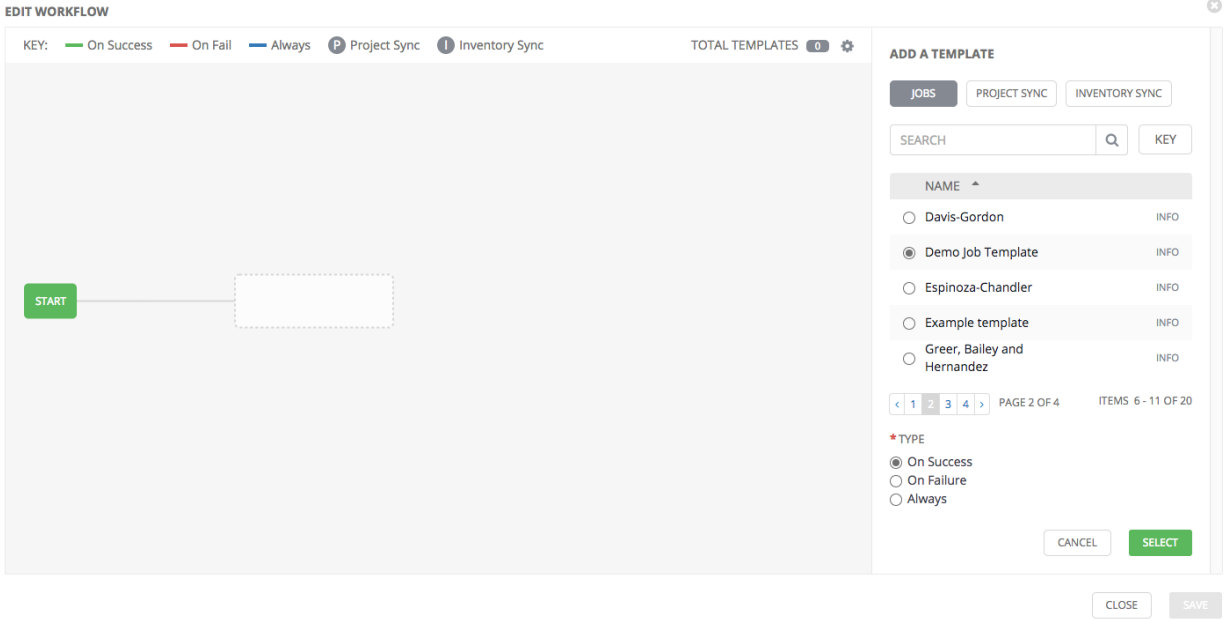 EDIT WORKFLOW
KEY: On Success On Fail Always P Project Sync I Inventory Sync TOTAL TEMPLATES 0
ADD A TEMPLATE
JOBS PROJECT SYNC INVENTORY SYNC
SEARCH KEY
NAME
Davis-Gordon INFO
Demo Job Template INFO
Espinoza-Chandler INFO
Example template INFO
Greer, Bailey and
Hernandez INFO
‹ 1 2 3 4 › PAGE 2 OF 4 ITEMS 6 - 11 OF 20
* TYPE
On Success
On Failure
Always
START
CANCEL SELECT
CLOSE SAVE